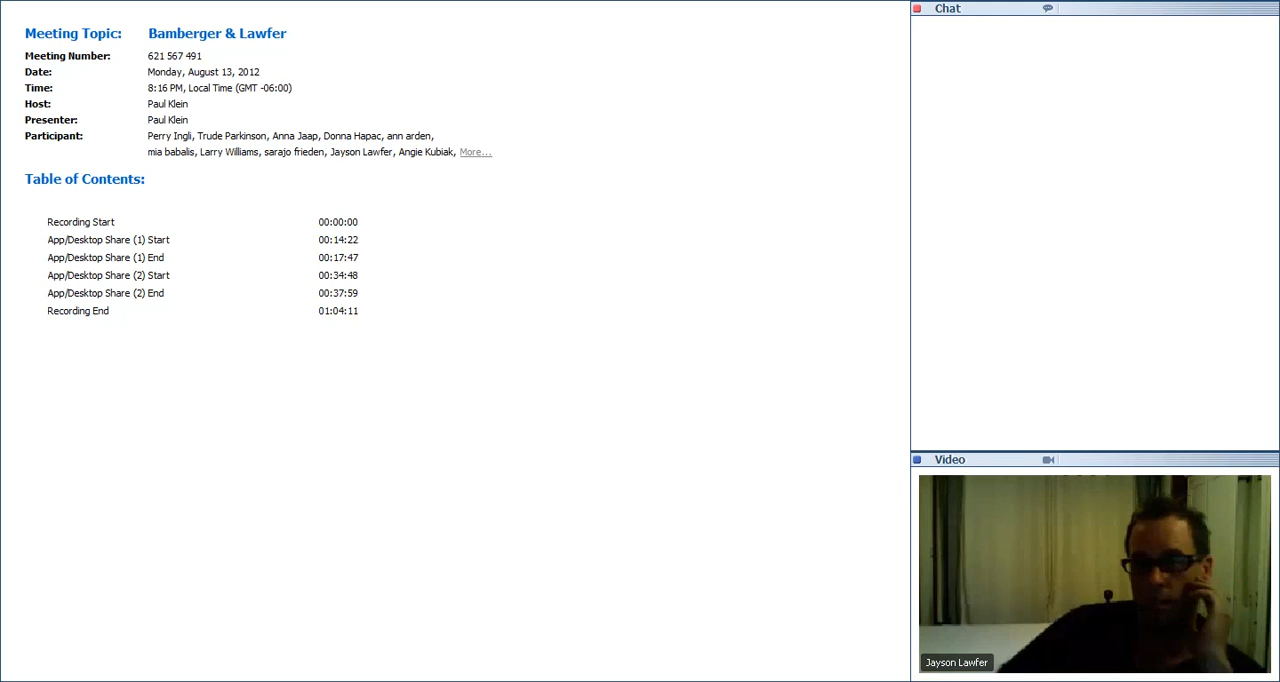 Meeting Topic: Bamberger & Lawfer
Meeting Number: 621 567 491
Date: Monday, August 13, 2012
Time: 8:16 PM, Local Time (GMT -06:00)
Host: Paul Klein
Presenter: Paul Klein
Participant: Perry Ingli, Trude Parkinson, Anna Jaap, Donna Hapac, ann arden,
mia babalis, Larry Williams, sarajo frieden, Jayson Lawfer, Angie Kubiak, More...
Table of Contents:
Recording Start 00:00:00
App/Desktop Share (1) Start 00:14:22
App/Desktop Share (1) End 00:17:47
App/Desktop Share (2) Start 00:34:48
App/Desktop Share (2) End 00:37:59
Recording End 01:04:11
Chat
Video
Jayson Lawfer